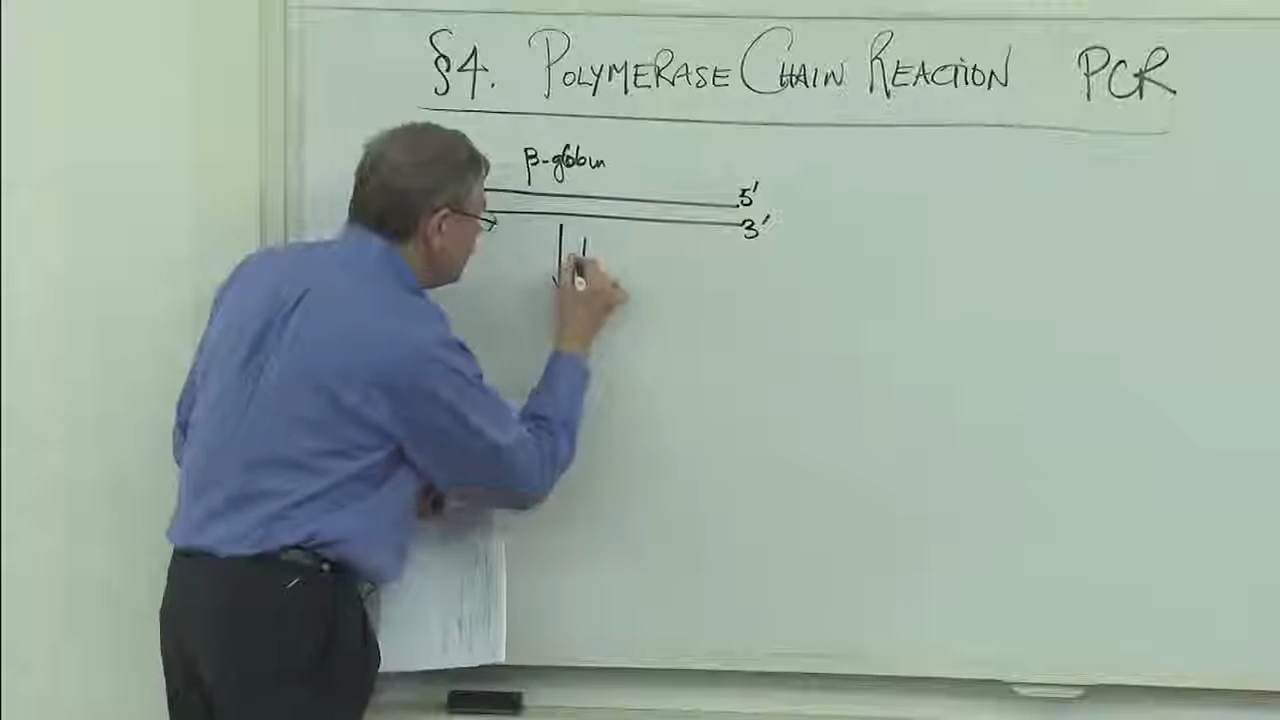 §4. POLYMERASE CHAIN REACTION PCR
β-globin
5'
3'